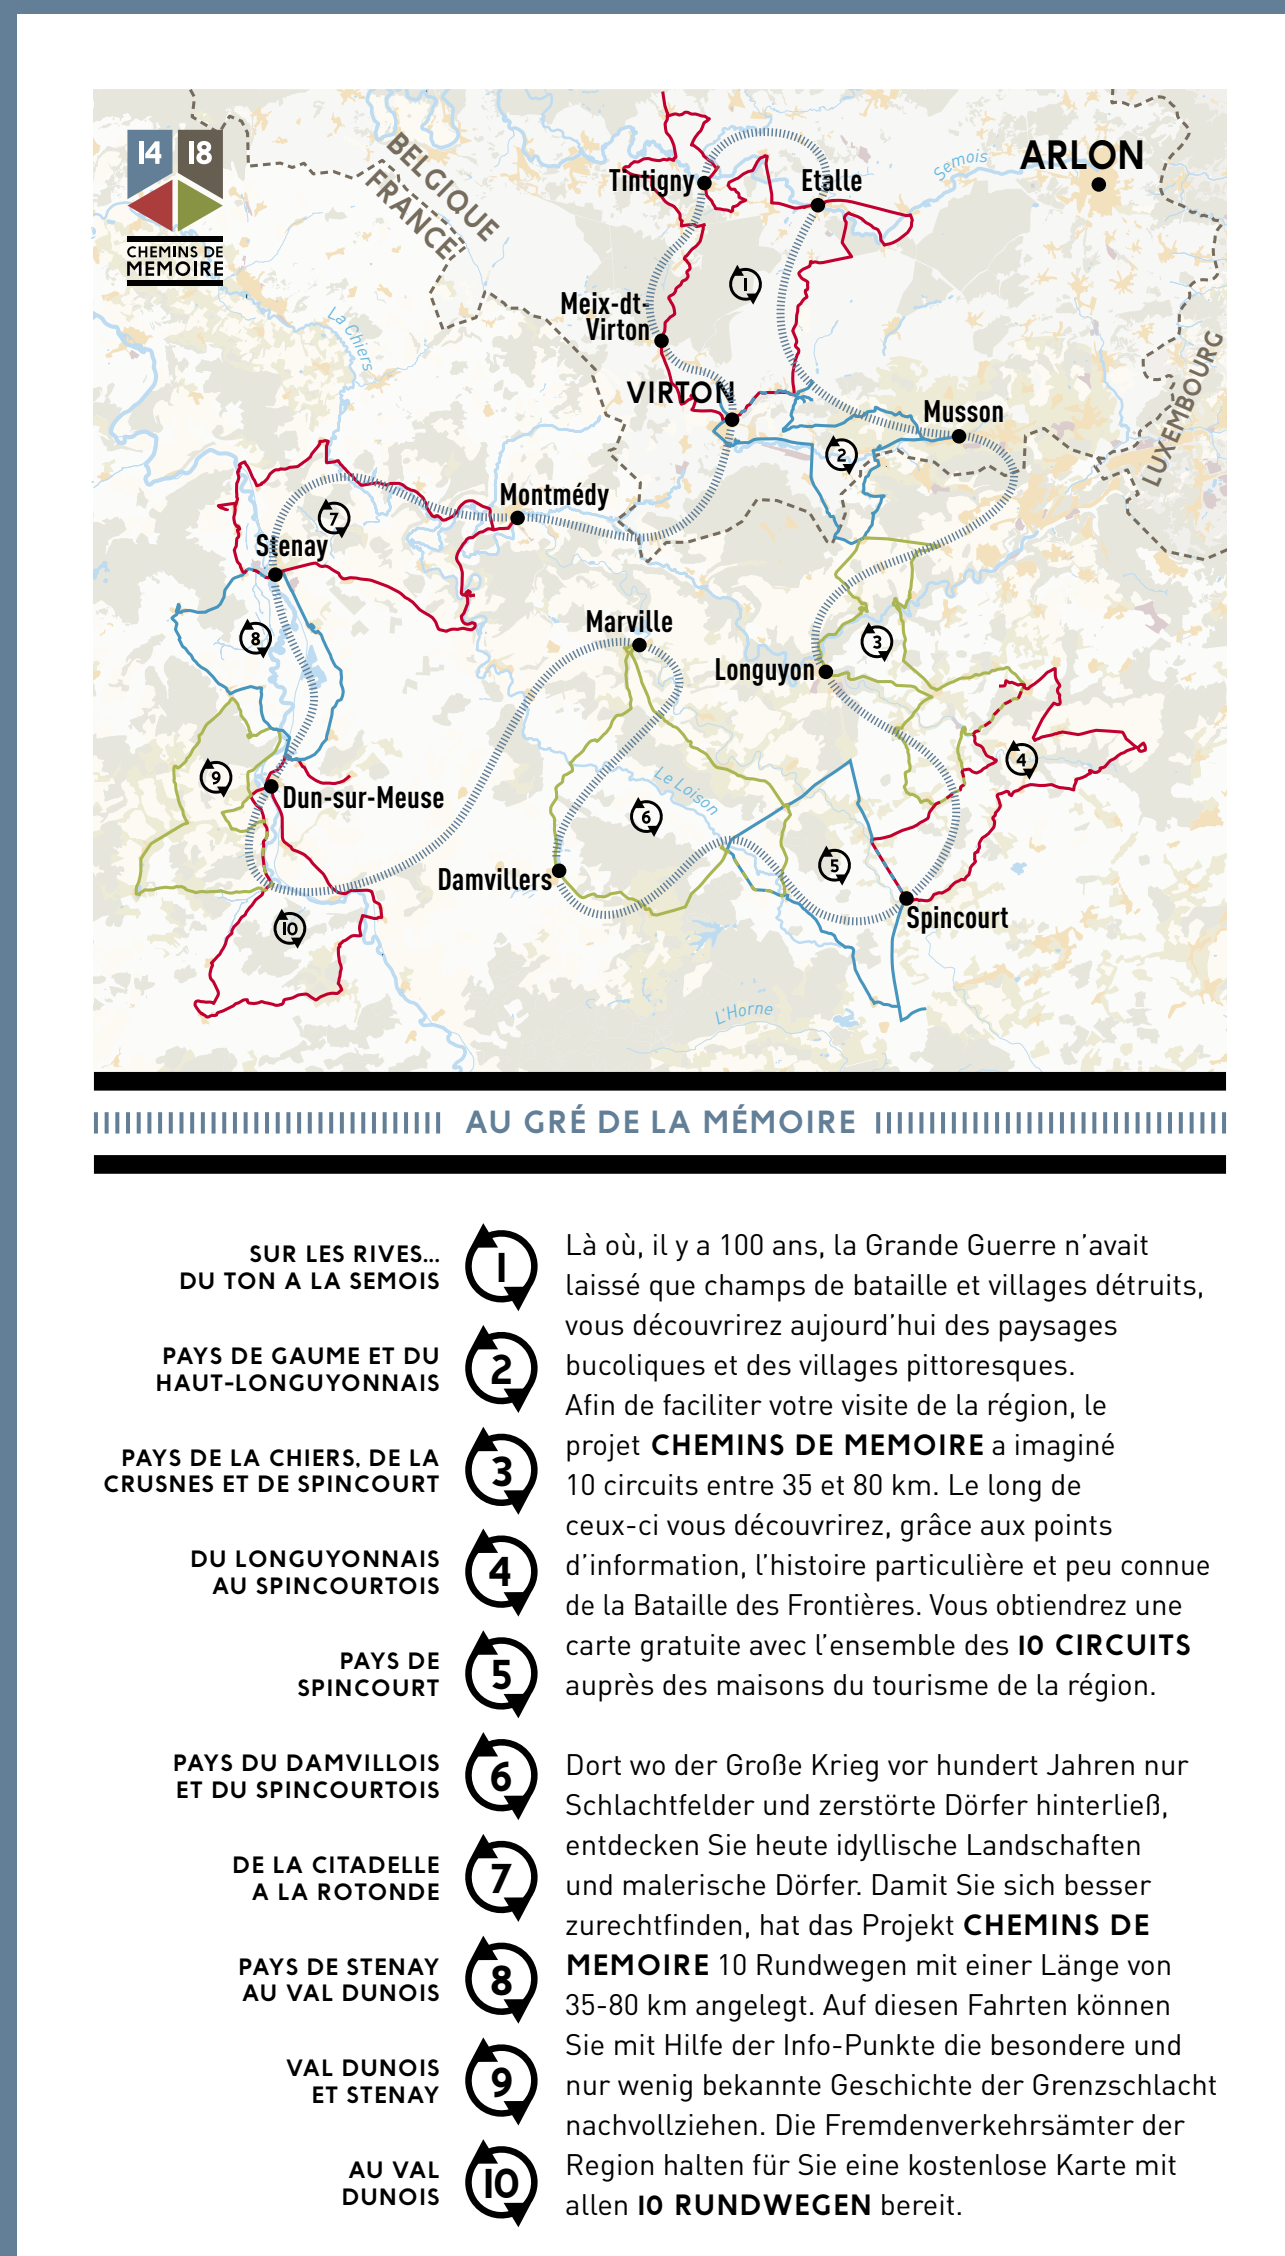 14 18
CHEMINS DE
MEMOIRE
BELGIQUE
FRANCE
Tintigny
Etalle
Semois
ARLON
1
Meix-dt-
Virton
La Chiers
LUXEMBOURG
VIRTON
Musson
2
Montmédy
7
Stenay
Marville
8
3
Longuyon
4
9
Dun-sur-Meuse
Le Loison
6
5
Damvillers
Spincourt
10
L'Horne
AU GRÉ DE LA MÉMOIRE
SUR LES RIVES...
DU TON A LA SEMOIS
1
PAYS DE GAUME ET DU
HAUT-LONGUYONNAIS
2
PAYS DE LA CHIERS, DE LA
CRUSNES ET DE SPINCOURT
3
DU LONGUYONNAIS
AU SPINCOURTOIS
4
PAYS DE
SPINCOURT
5
PAYS DU DAMVILLOIS
ET DU SPINCOURTOIS
6
DE LA CITADELLE
A LA ROTONDE
7
PAYS DE STENAY
AU VAL DUNOIS
8
VAL DUNOIS
ET STENAY
9
AU VAL
DUNOIS
10
Là où, il y a 100 ans, la Grande Guerre n’avait
laissé que champs de bataille et villages détruits,
vous découvrirez aujourd’hui des paysages
bucoliques et des villages pittoresques.
Afin de faciliter votre visite de la région, le
projet CHEMINS DE MEMOIRE a imaginé
10 circuits entre 35 et 80 km. Le long de
ceux-ci vous découvrirez, grâce aux points
d’information, l’histoire particulière et peu connue
de la Bataille des Frontières. Vous obtiendrez une
carte gratuite avec l’ensemble des 10 CIRCUITS
auprès des maisons du tourisme de la région.
Dort wo der Große Krieg vor hundert Jahren nur
Schlachtfelder und zerstörte Dörfer hinterließ,
entdecken Sie heute idyllische Landschaften
und malerische Dörfer. Damit Sie sich besser
zurechtfinden, hat das Projekt CHEMINS DE
MEMOIRE 10 Rundwegen mit einer Länge von
35-80 km angelegt. Auf diesen Fahrten können
Sie mit Hilfe der Info-Punkte die besondere und
nur wenig bekannte Geschichte der Grenzschlacht
nachvollziehen. Die Fremdenverkehrsämter der
Region halten für Sie eine kostenlose Karte mit
allen 10 RUNDWEGEN bereit.